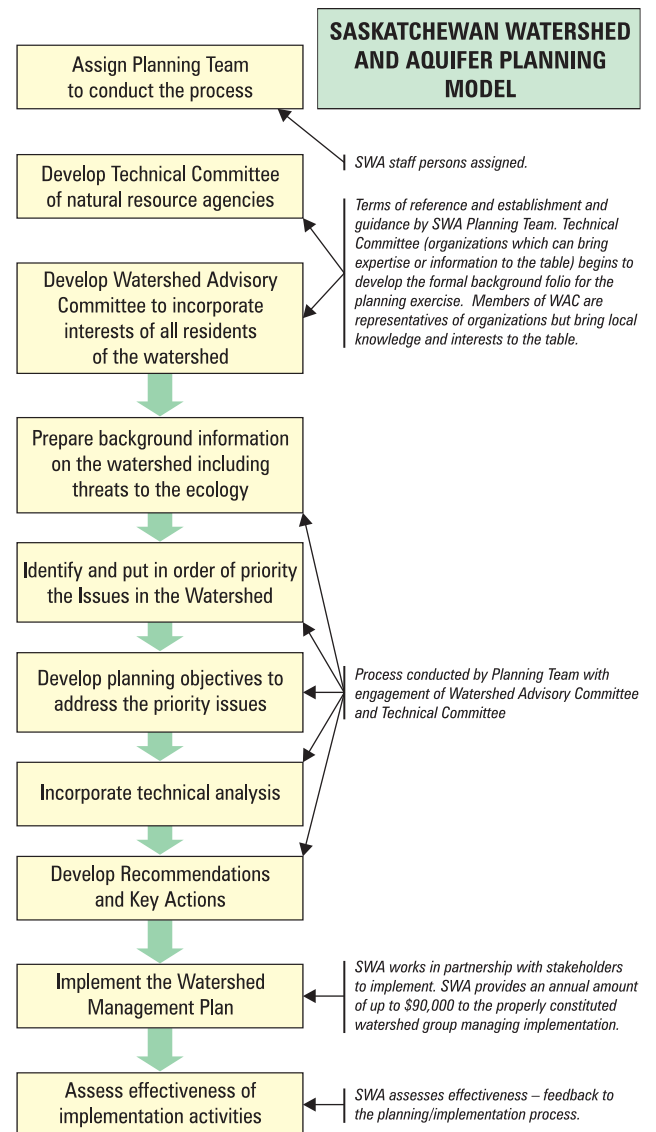 SASKATCHEWAN WATERSHED
AND AQUIFER PLANNING
MODEL
Assign Planning Team
to conduct the process
SWA staff persons assigned.
Develop Technical Committee
of natural resource agencies
Terms of reference and establishment and
guidance by SWA Planning Team. Technical
Committee (organizations which can bring
expertise or information to the table) begins to
develop the formal background folio for the
planning exercise. Members of WAC are
representatives of organizations but bring local
knowledge and interests to the table.
Develop Watershed Advisory
Committee to incorporate
interests of all residents
of the watershed
Prepare background information
on the watershed including
threats to the ecology
Identify and put in order of priority
the Issues in the Watershed
Develop planning objectives to
address the priority issues
Process conducted by Planning Team with
engagement of Watershed Advisory Committee
and Technical Committee
Incorporate technical analysis
Develop Recommendations
and Key Actions
Implement the Watershed
Management Plan
SWA works in partnership with stakeholders
to implement. SWA provides an annual amount
of up to $90,000 to the properly constituted
watershed group managing implementation.
Assess effectiveness of
implementation activities
SWA assesses effectiveness – feedback to
the planning/implementation process.